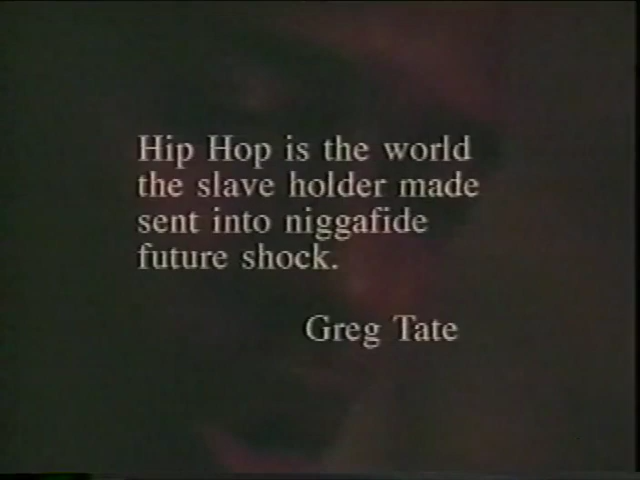 Hip Hop is the world
the slave holder made
sent into niggafide
future shock.
Greg Tate